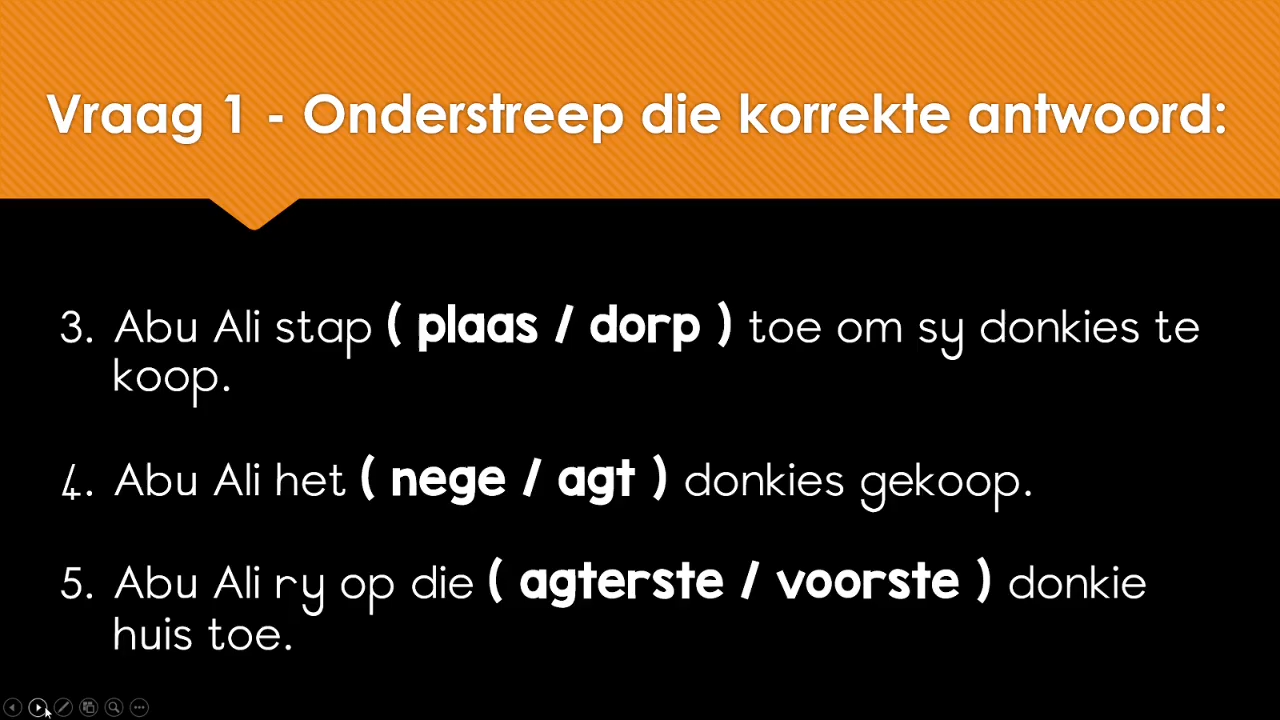 Vraag 1 - Onderstreep die korrekte antwoord:
3. Abu Ali stap ( plaas / dorp ) toe om sy donkies te
koop.
4. Abu Ali het ( nege / agt ) donkies gekoop.
5. Abu Ali ry op die ( agterste / voorste ) donkie
huis toe.